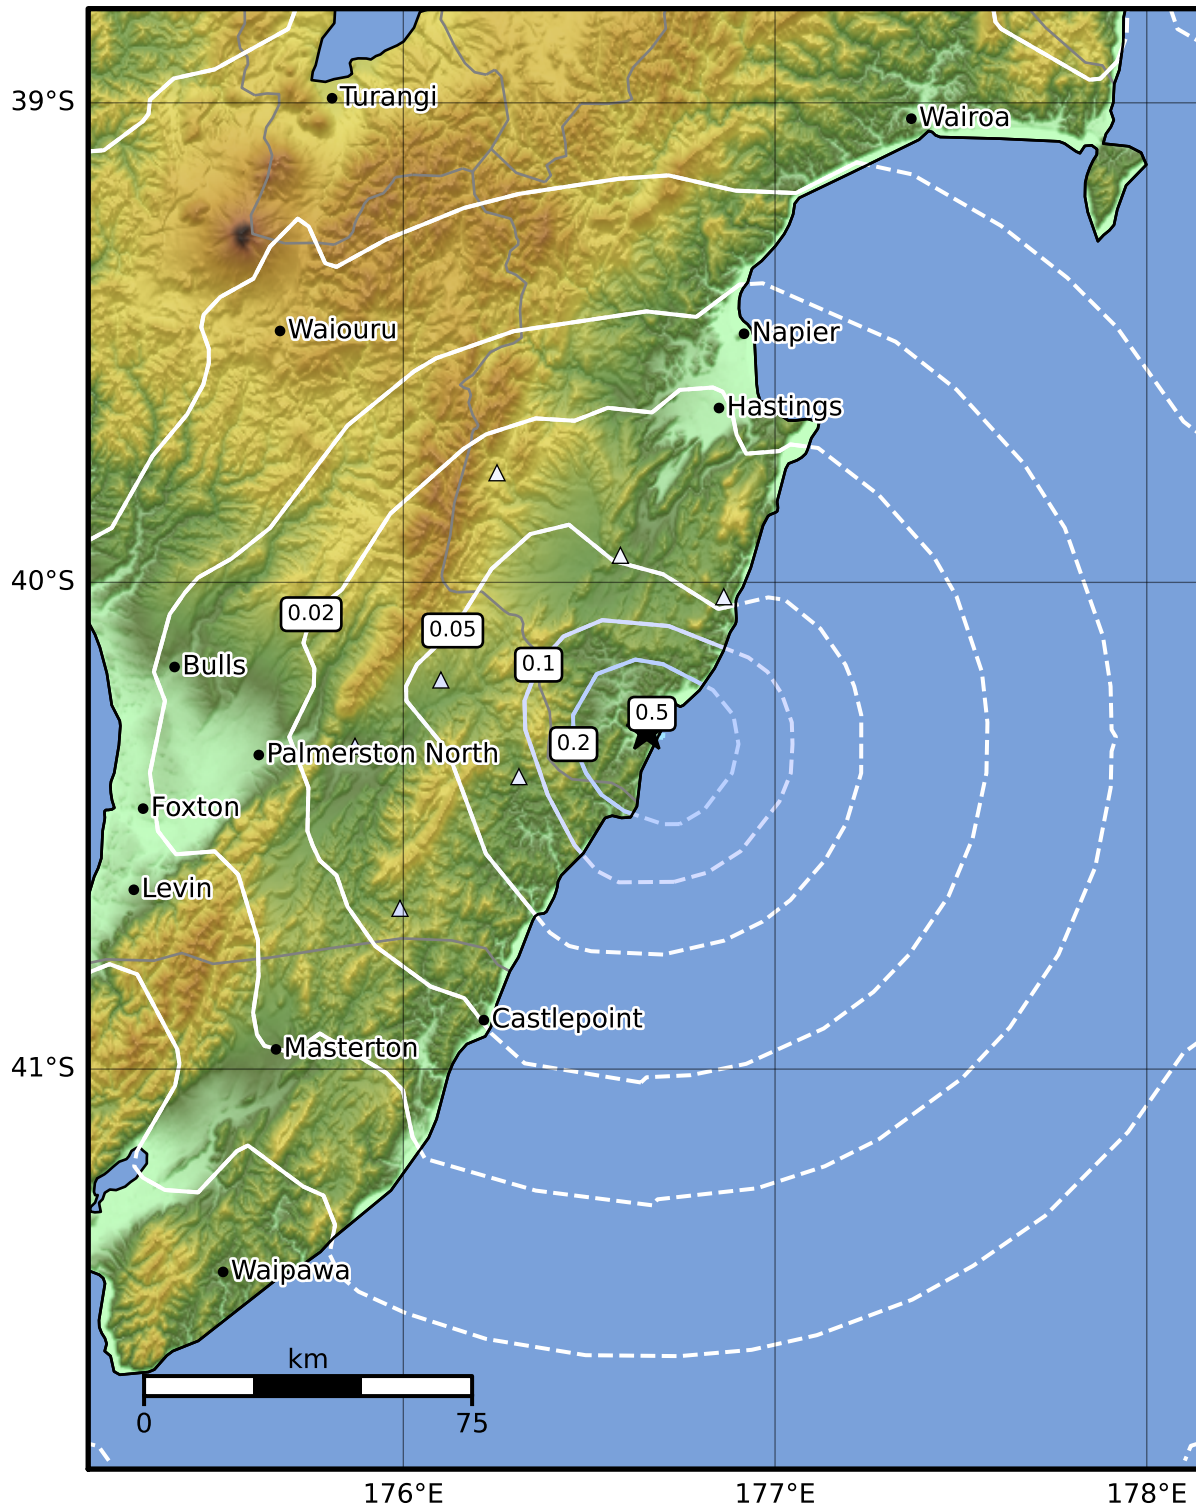 39°S
Turangi
Wairoa
Waiouru
Napier
Hastings
40°S
0.02
0.05
0.1
Bulls
0.5
0.2
Palmerston North
Foxton
Levin
Castlepoint
Masterton
41°S
Waipawa
km
0
75
176°E
177°E
178°E